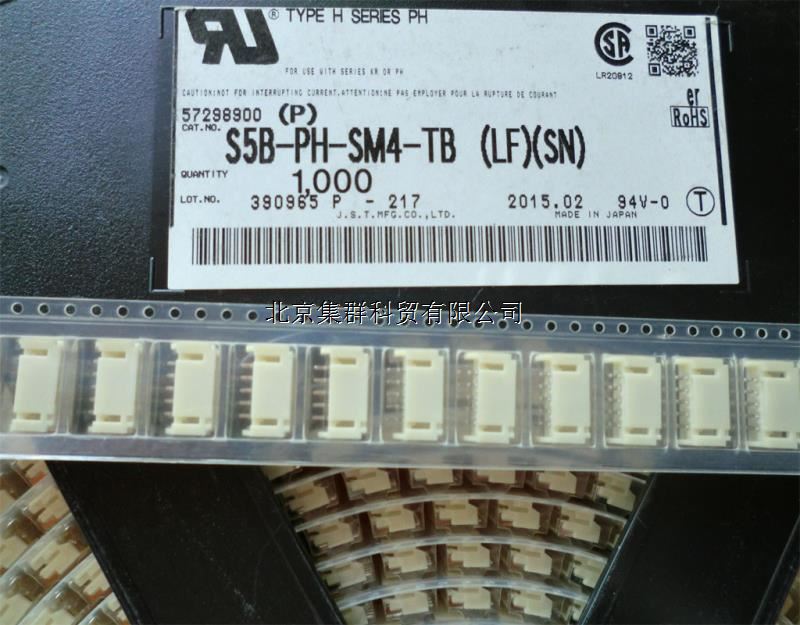 RU® TYPE H SERIES PH
FOR USE WITH SERIES KR OR PH
CAUTION:NOT FOR INTERRUPTING CURRENT.ATTENTION:NE PAS EMPLOYER POUR LA RUPTURE DE COURANT
SA
LR20812
er
RoHS
57298900 (P)
CAT.NO. S5B-PH-SM4-TB (LF)(SN)
QUANTITY 1,000
LOT.NO. 390965 P - 217 2015.02 94V-0 T
J.S.T.MFG.CO.,LTD. MADE IN JAPAN
北京集群科贸有限公司